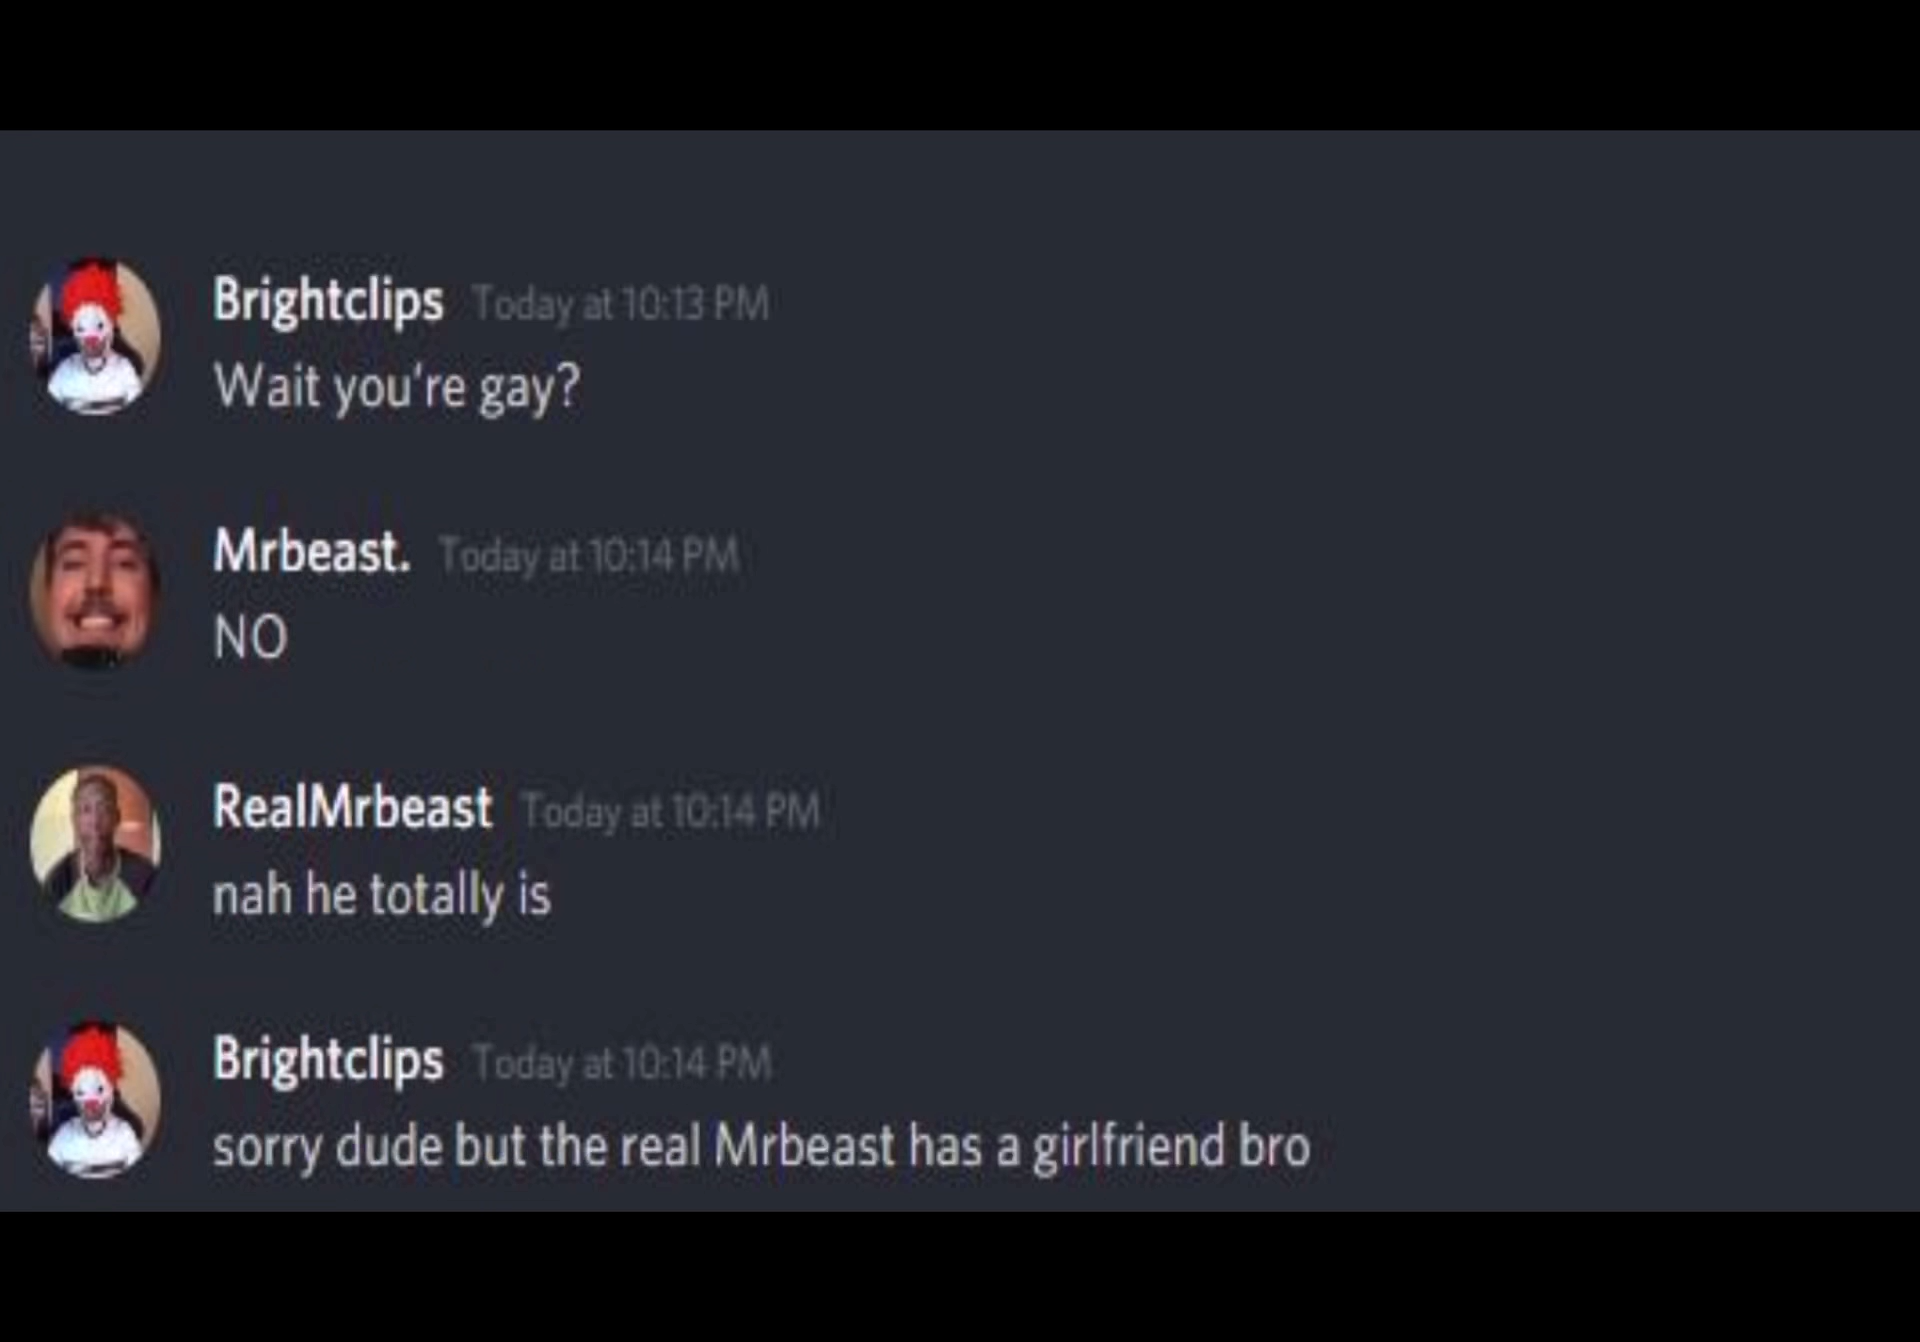 Brightclips Today at 10:13 PM
Wait you're gay?
Mrbeast. Today at 10:14 PM
NO
RealMrbeast Today at 10:14 PM
nah he totally is
Brightclips Today at 10:14 PM
sorry dude but the real Mrbeast has a girlfriend bro